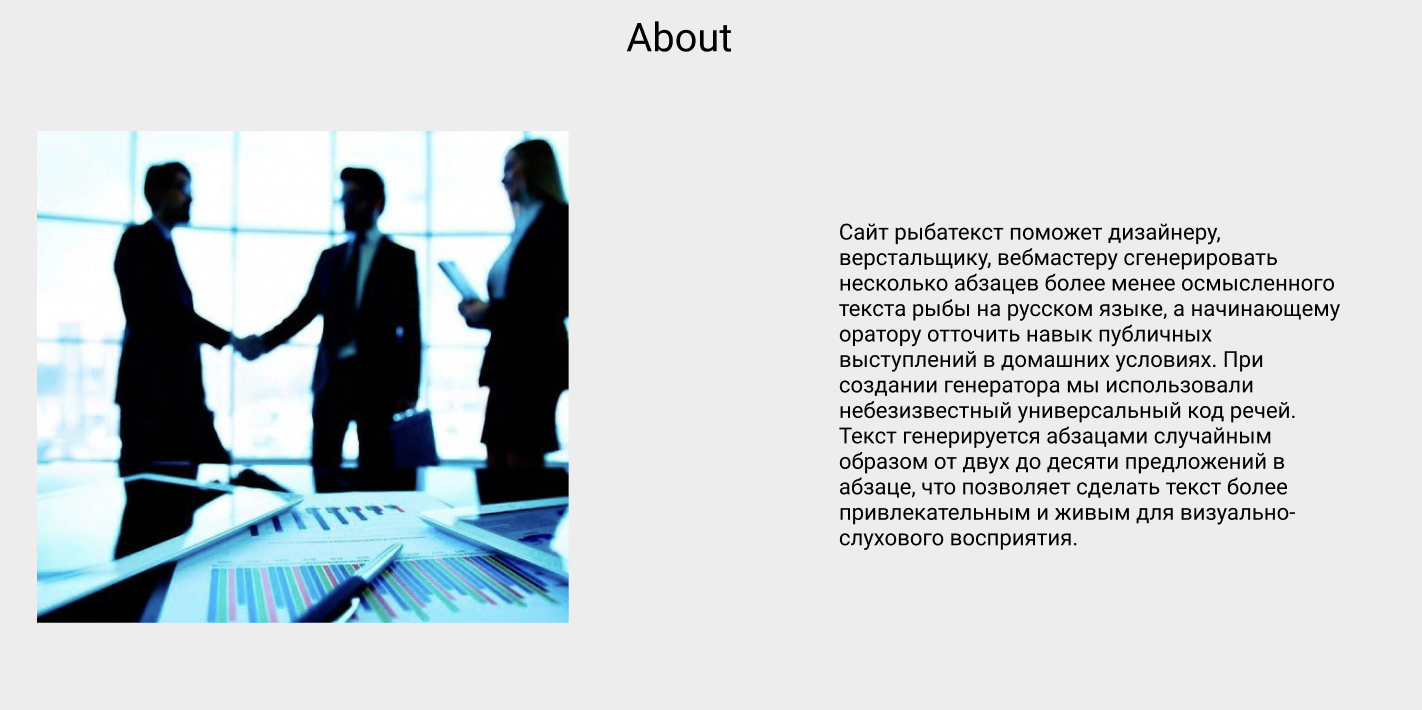 About
Сайт рыбатекст поможет дизайнеру,
верстальщику, вебмастеру сгенерировать
несколько абзацев более менее осмысленного
текста рыбы на русском языке, а начинающему
оратору отточить навык публичных
выступлений в домашних условиях. При
создании генератора мы использовали
небезизвестный универсальный код речей.
Текст генерируется абзацами случайным
образом от двух до десяти предложений в
абзаце, что позволяет сделать текст более
привлекательным и живым для визуально-
слухового восприятия.